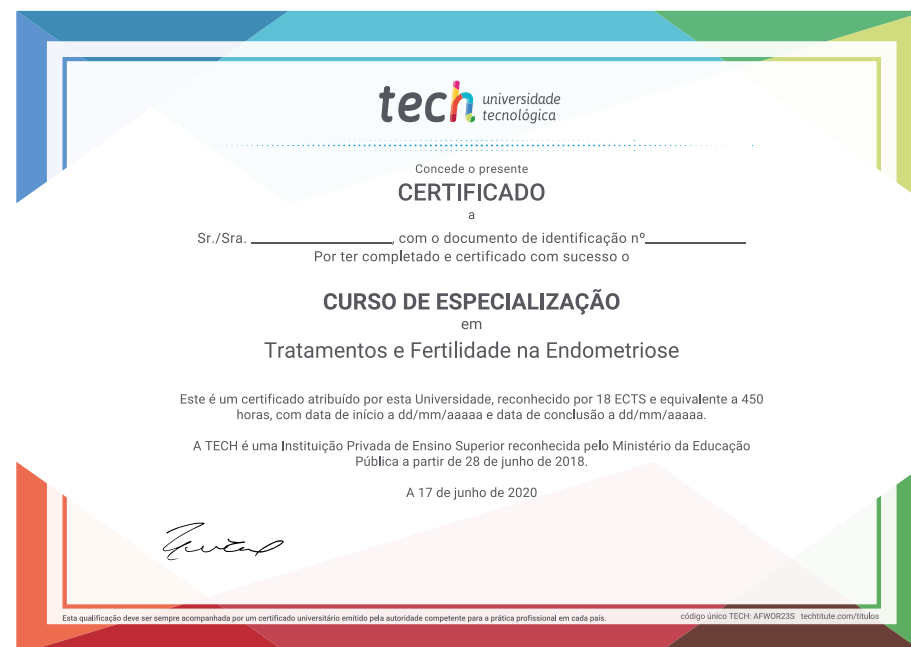 tech universidade
tecnológica
Concede o presente
CERTIFICADO
a
Sr./Sra. , com o documento de identificação nº
Por ter completado e certificado com sucesso o
CURSO DE ESPECIALIZAÇÃO
em
Tratamentos e Fertilidade na Endometriose
Este é um certificado atribuído por esta Universidade, reconhecido por 18 ECTS e equivalente a 450
horas, com data de início a dd/mm/aaaaa e data de conclusão a dd/mm/aaaaa.
A TECH é uma Instituição Privada de Ensino Superior reconhecida pelo Ministério da Educação
Pública a partir de 28 de junho de 2018.
A 17 de junho de 2020
Esta qualificação deve ser sempre acompanhada por um certificado universitário emitido pela autoridade competente para a prática profissional em cada país.
código único TECH: AFWOR23S techtitute.com/titulos